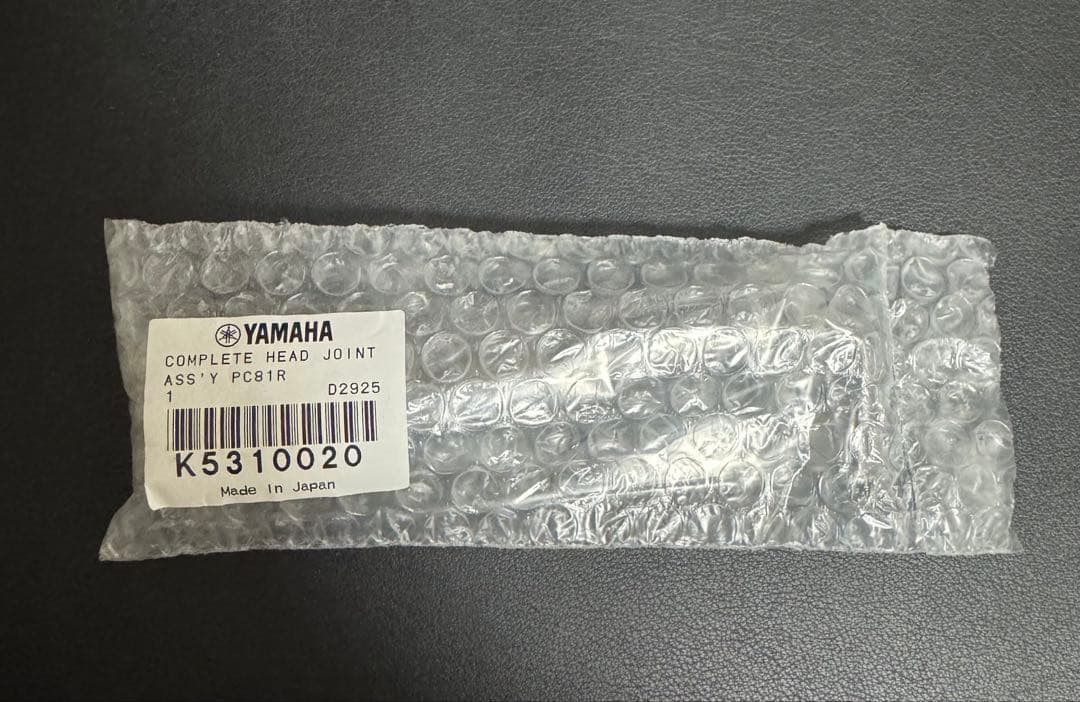 YAMAHA
COMPLETE HEAD JOINT
ASS'Y PC81R
1 D2925
K5310020
Made in Japan